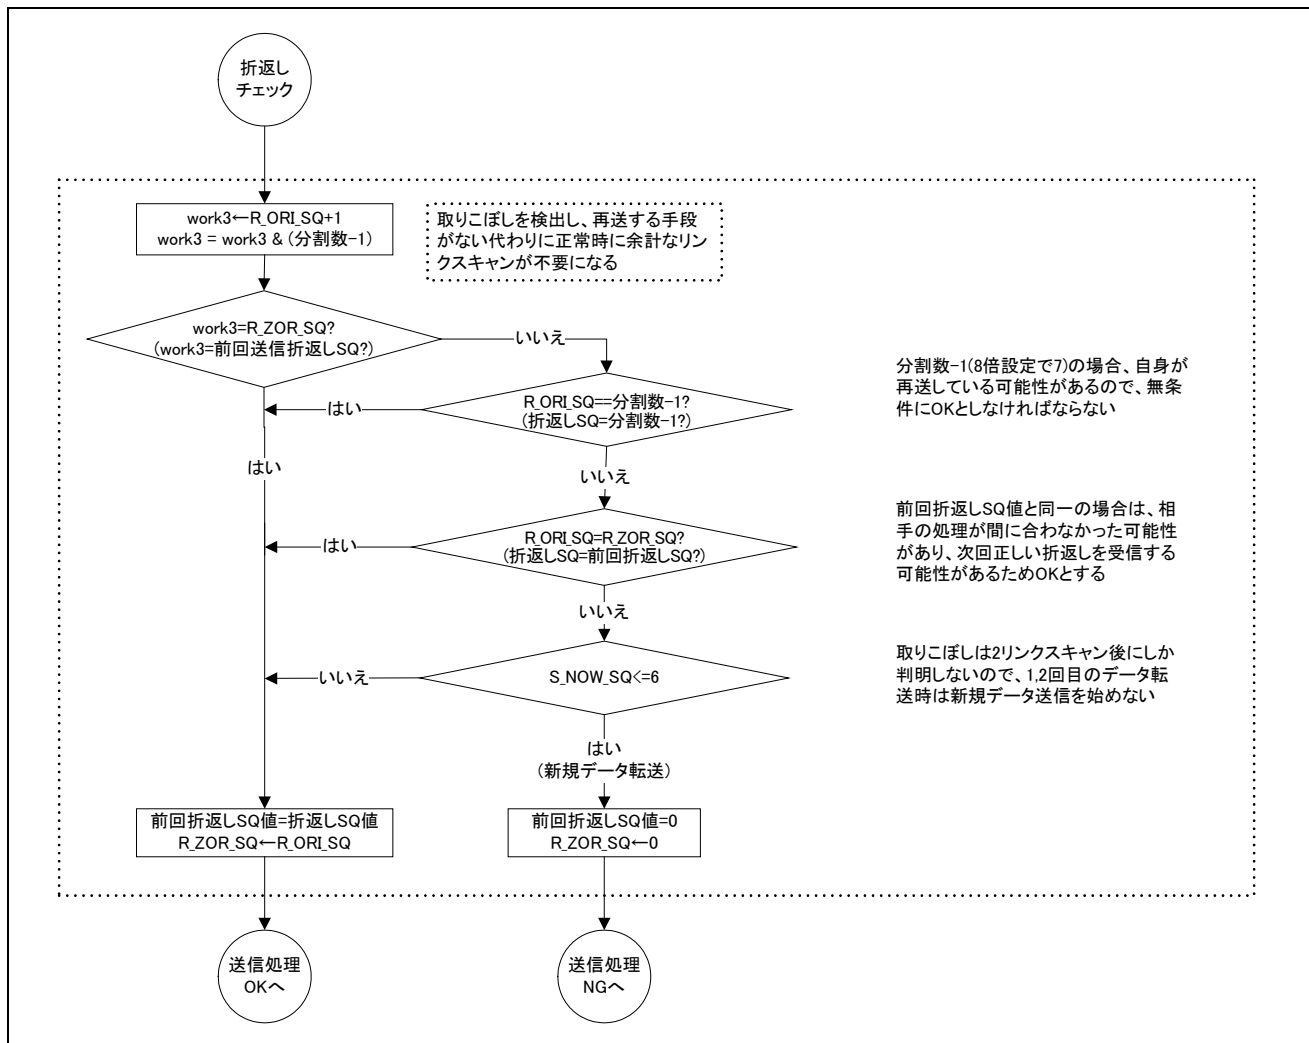 折返し
チェック
work3←R_ORI_SQ+1
work3 = work3 & (分割数-1)
取りこぼしを検出し、再送する手段
がない代わりに正常時に余計なリン
クスキャンが不要になる
work3=R_ZOR_SQ?
(work3=前回送信折返しSQ?)
いいえ
分割数-1(8倍設定で7)の場合、自身が
再送している可能性があるので、無条
件にOKとしなければならない
R_ORI_SQ==分割数-1?
(折返しSQ=分割数-1?)
はい
はい
いいえ
前回折返しSQ値と同一の場合は、相
手の処理が間に合わなかった可能性
があり、次回正しい折返しを受信する
可能性があるためOKとする
R_ORI_SQ=R_ZOR_SQ?
(折返しSQ=前回折返しSQ?)
はい
いいえ
取りこぼしは2リンクスキャン後にしか
判明しないので、1,2回目のデータ転
送時は新規データ送信を始めない
S_NOW_SQ<=6
いいえ
はい
(新規データ転送)
前回折返しSQ値=折返しSQ値
R_ZOR_SQ←R_ORI_SQ
前回折返しSQ値=0
R_ZOR_SQ←0
送信処理
OKへ
送信処理
NGへ